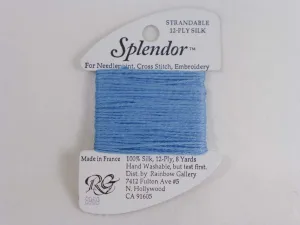 STRANDABLE
12-PLY SILK
Splendor™
For Needlepoint, Cross Stitch, Embroidery
Made in France
100% Silk, 12-Ply, 8 Yards
Hand Washable, but test first.
Dist. by Rainbow Gallery
7412 Fulton Ave #5
N. Hollywood
CA 91605
RG